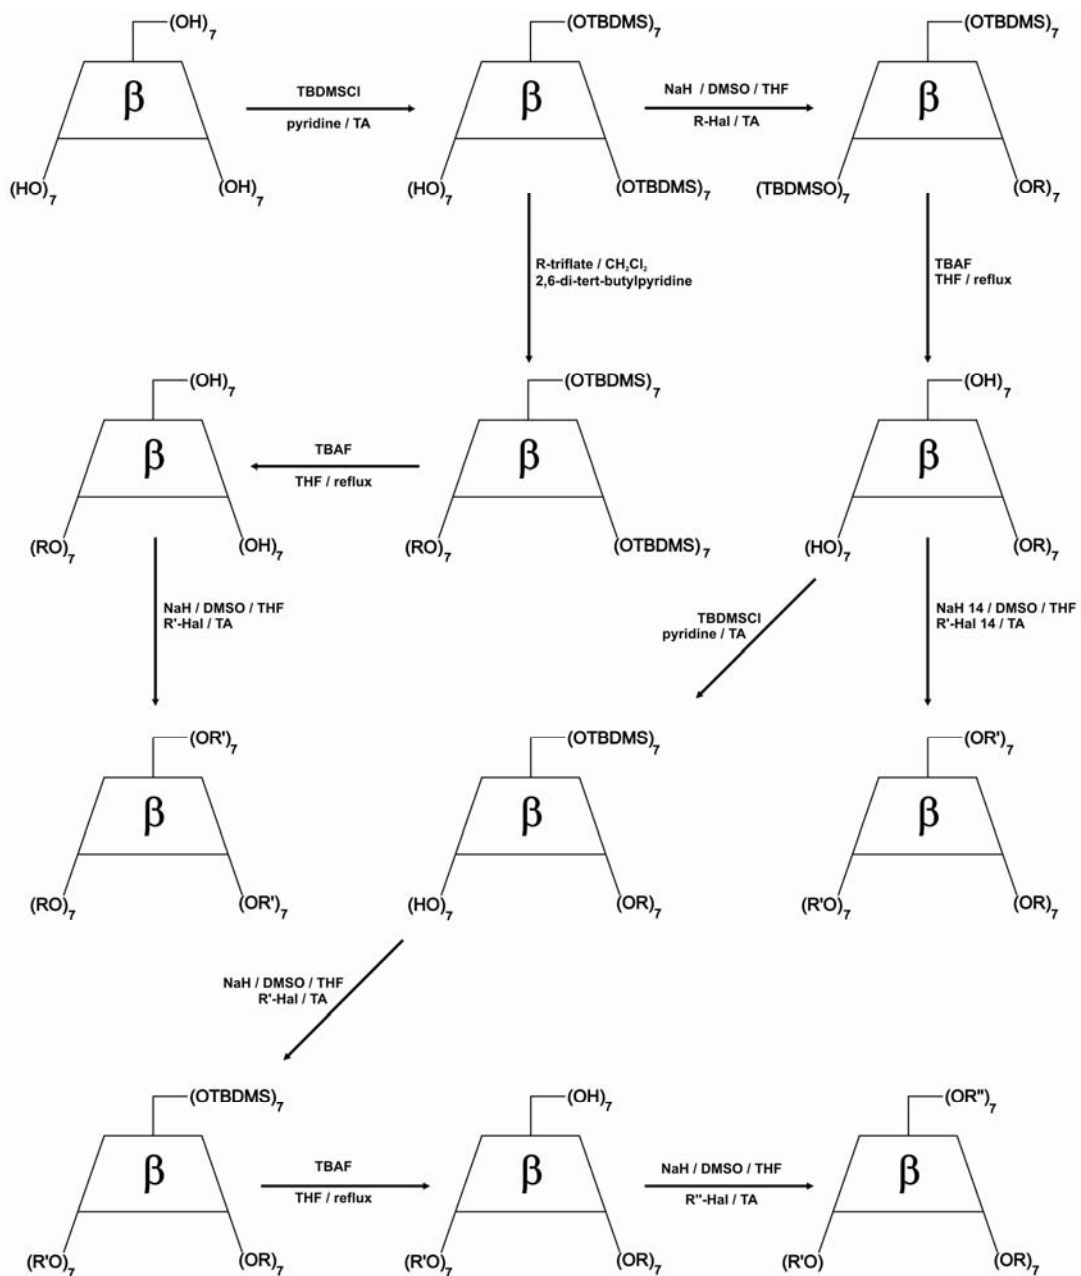 (OH)7
β
(HO)7
(OH)7
TBDMSCl
pyridine / TA
(OTBDMS)7
β
(HO)7
(OTBDMS)7
NaH / DMSO / THF
R-Hal / TA
(OTBDMS)7
β
(TBDMSO)7
(OR)7
R-triflate / CH2Cl2
2,6-di-tert-butylpyridine
TBAF
THF / reflux
(OH)7
β
(RO)7
(OH)7
TBAF
THF / reflux
(OTBDMS)7
β
(RO)7
(OTBDMS)7
(OH)7
β
(HO)7
(OR)7
NaH / DMSO / THF
R'-Hal / TA
TBDMSCl
pyridine / TA
NaH 14 / DMSO / THF
R'-Hal 14 / TA
(OR')7
β
(RO)7
(OR')7
(OTBDMS)7
β
(HO)7
(OR)7
(OR')7
β
(R'O)7
(OR)7
NaH / DMSO / THF
R'-Hal / TA
(OTBDMS)7
β
(R'O)7
(OR)7
TBAF
THF / reflux
(OH)7
β
(R'O)7
(OR)7
NaH / DMSO / THF
R"-Hal / TA
(OR")7
β
(R'O)
(OR)7